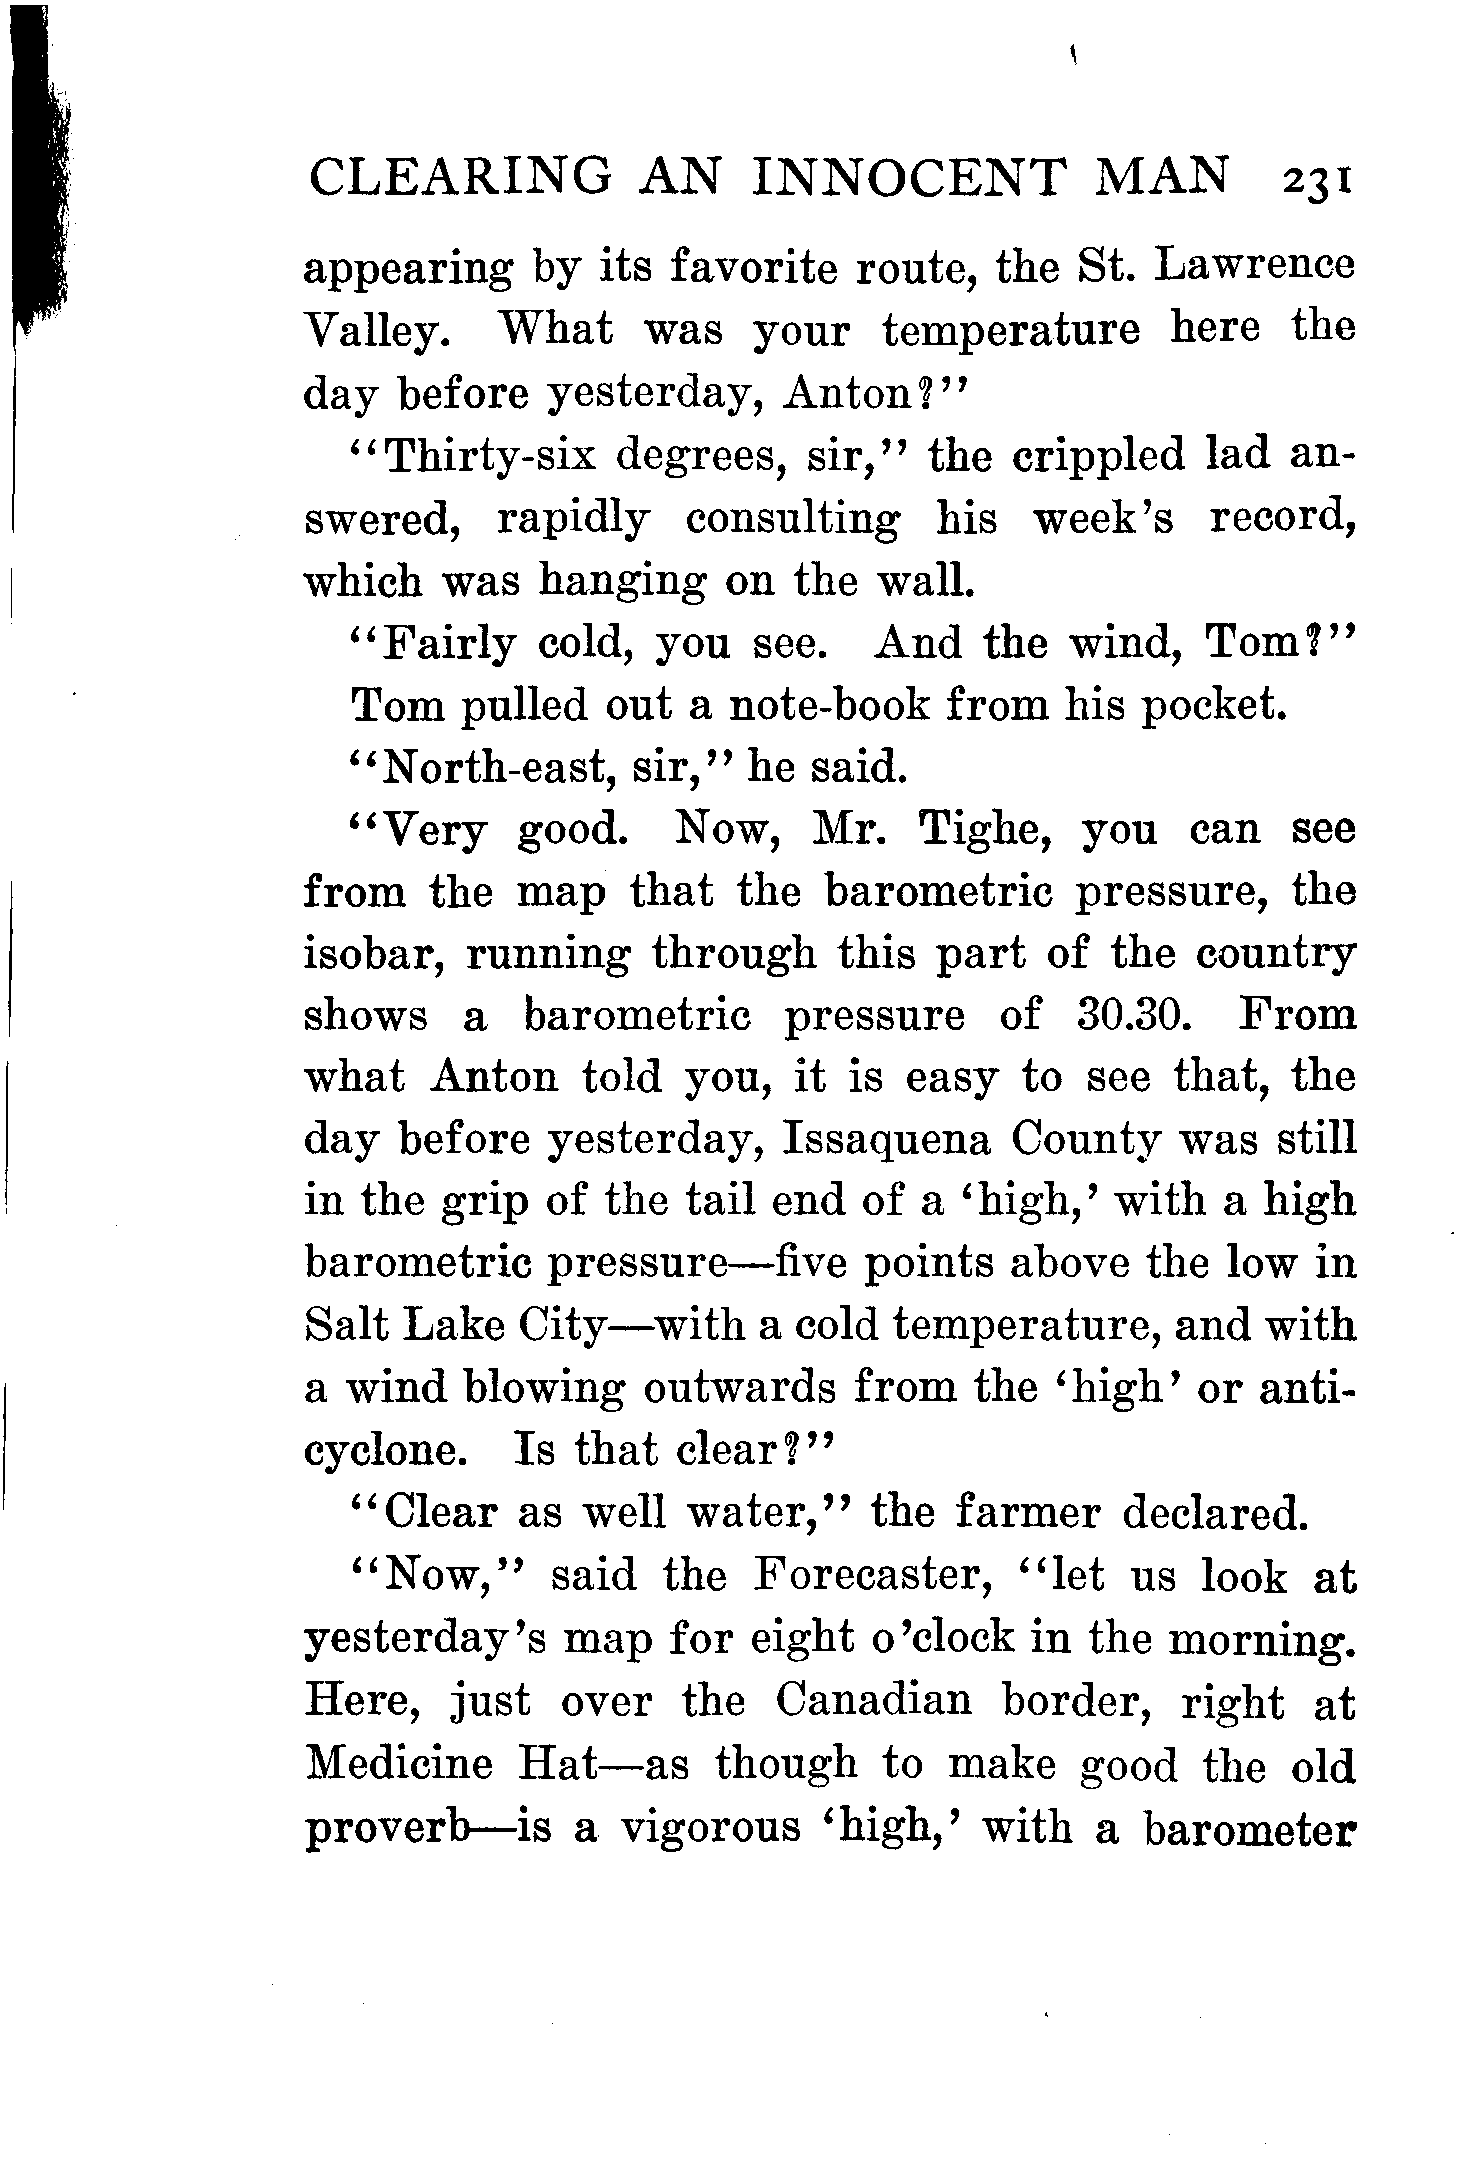 CLEARING AN INNOCENT MAN 231
appearing by its favorite route, the St. Lawrence
Valley. What was your temperature here the
day before yesterday, Anton?"
"Thirty-six degrees, sir," the crippled lad an-
swered, rapidly consulting his week's record,
which was hanging on the wall.
"Fairly cold, you see. And the wind, Tom?"
Tom pulled out a note-book from his pocket.
"North-east, sir," he said.
"Very good. Now, Mr. Tighe, you can see
from the map that the barometric pressure, the
isobar, running through this part of the country
shows a barometric pressure of 30.30. From
what Anton told you, it is easy to see that, the
day before yesterday, Issaquena County was still
in the grip of the tail end of a 'high,' with a high
barometric pressure—five points above the low in
Salt Lake City—with a cold temperature, and with
a wind blowing outwards from the 'high' or anti-
cyclone. Is that clear?"
"Clear as well water," the farmer declared.
"Now," said the Forecaster, "let us look at
yesterday's map for eight o'clock in the morning.
Here, just over the Canadian border, right at
Medicine Hat—as though to make good the old
proverb—is a vigorous 'high,' with a barometer